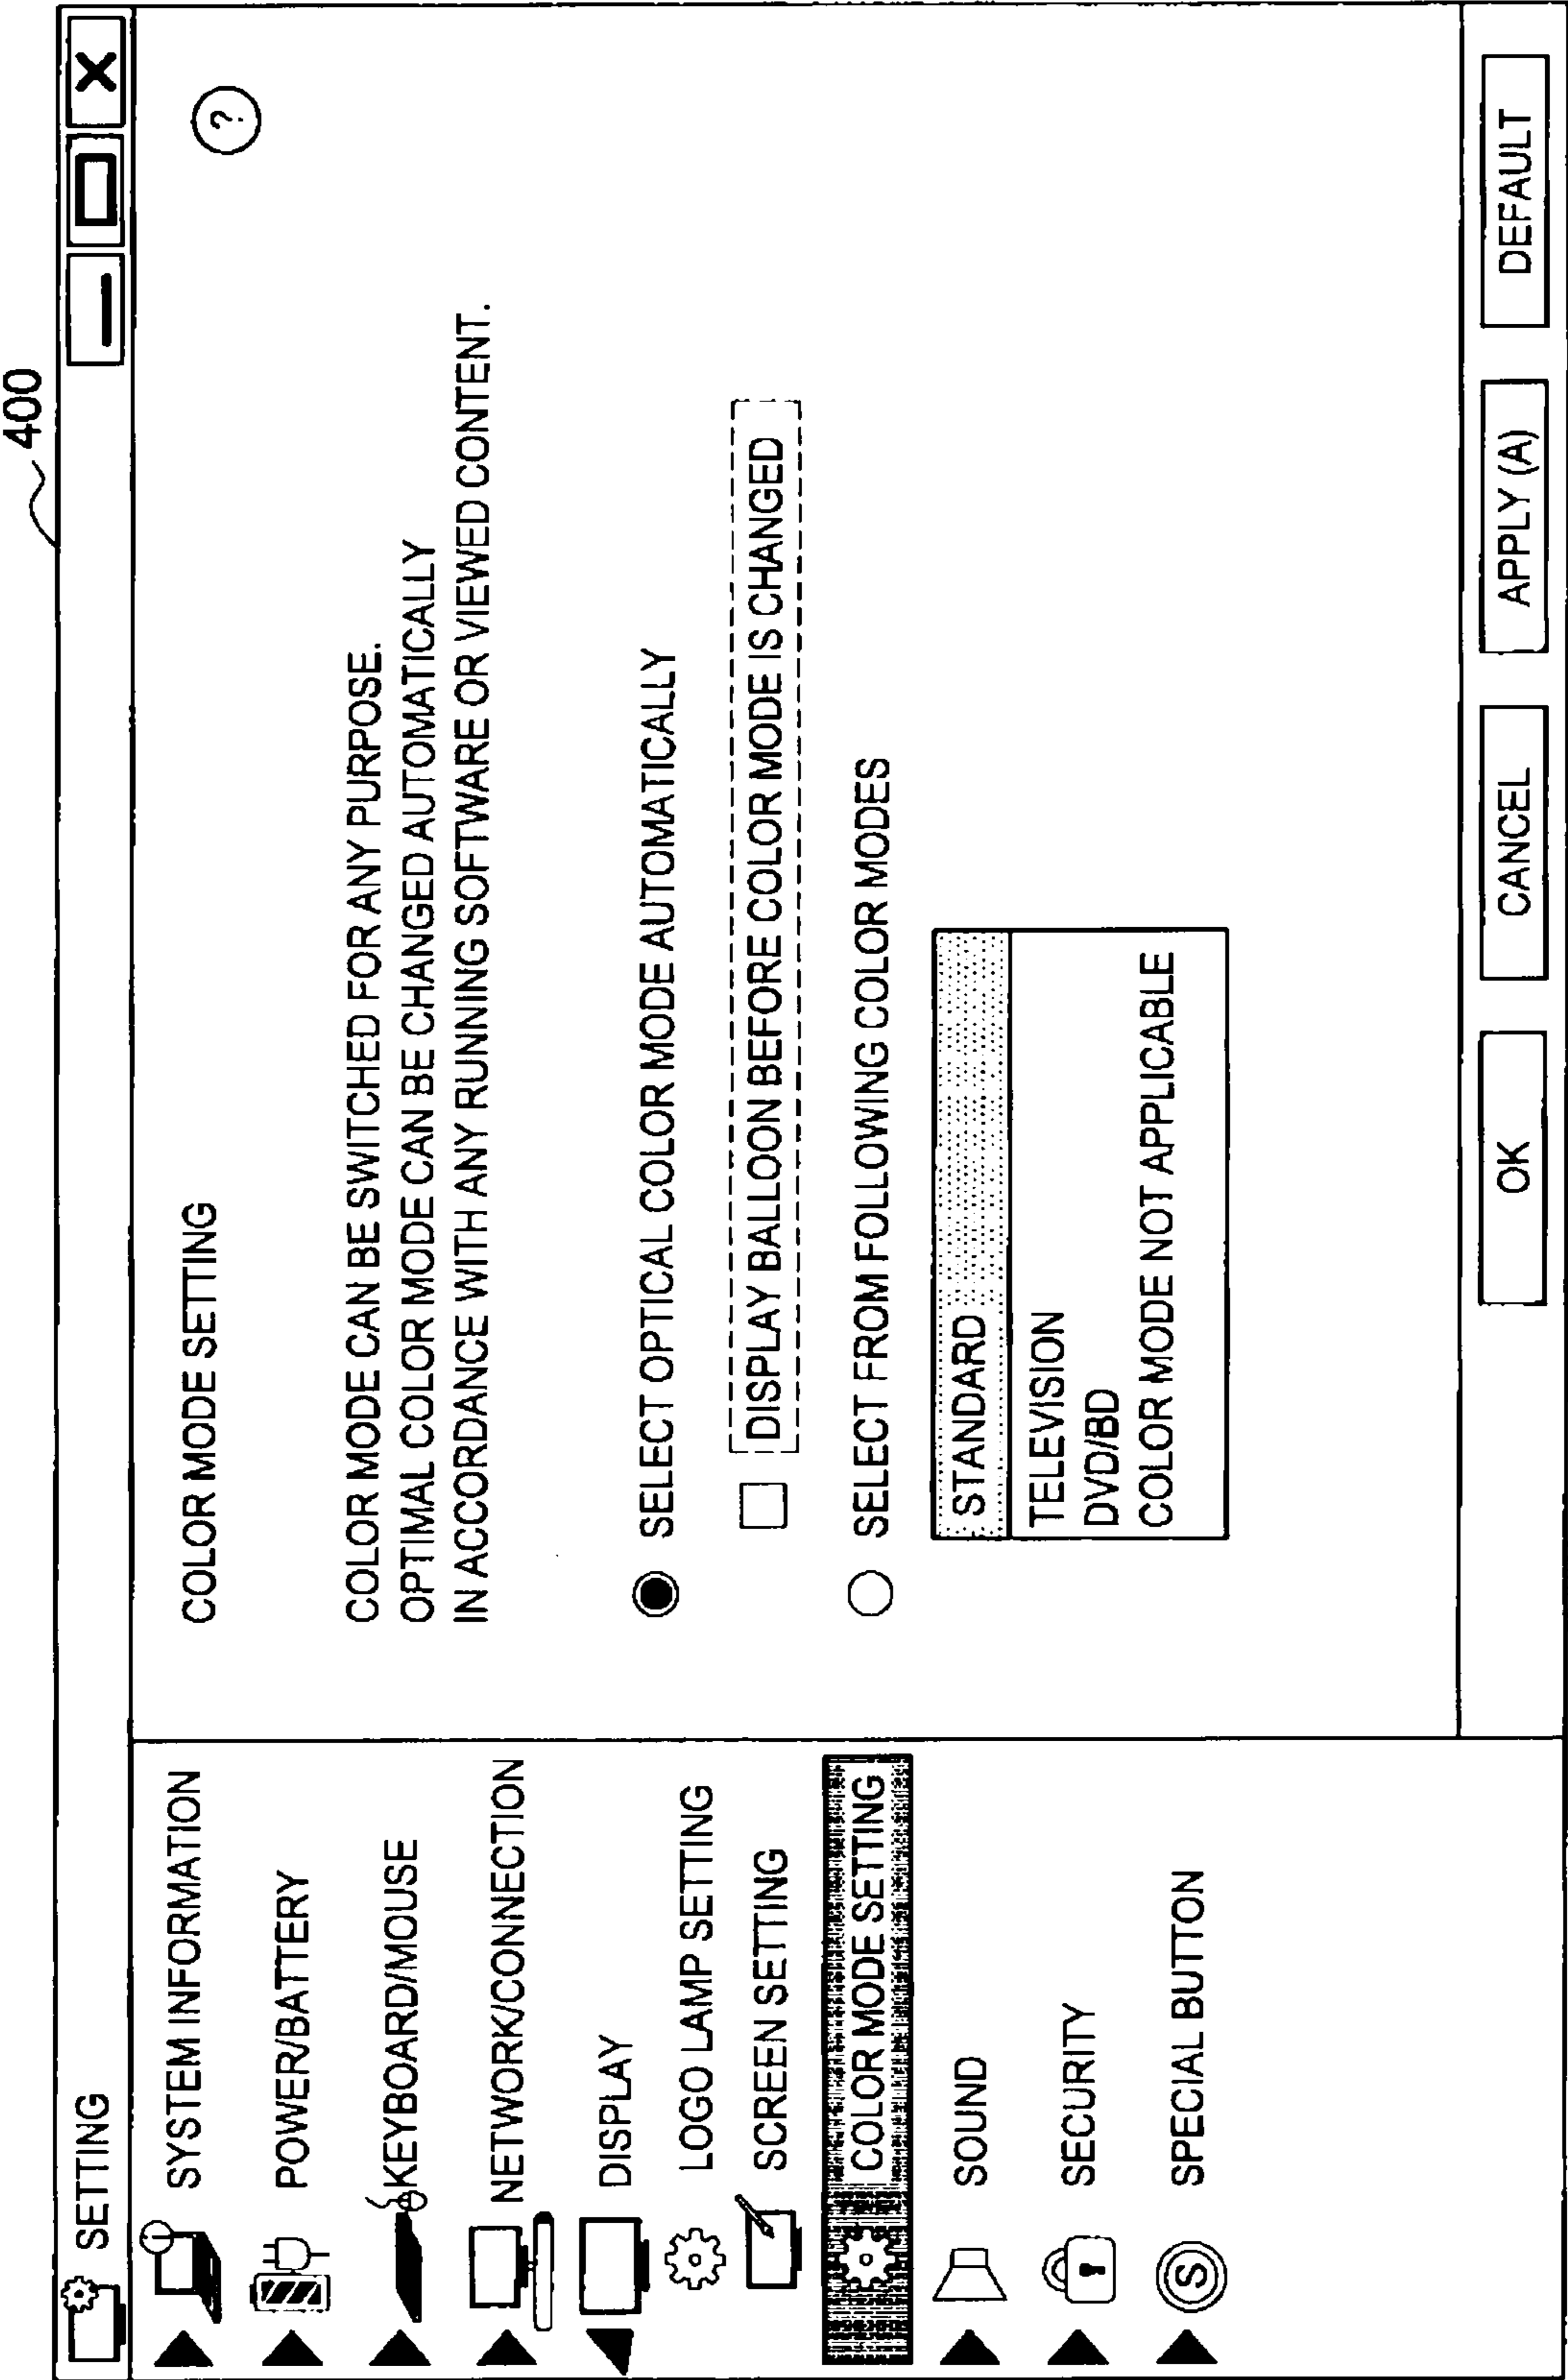 400
SETTING
SYSTEM INFORMATION
POWER/BATTERY
KEYBOARD/MOUSE
NETWORK/CONNECTION
DISPLAY
LOGO LAMP SETTING
SCREEN SETTING
COLOR MODE SETTING
SOUND
SECURITY
S SPECIAL BUTTON
COLOR MODE SETTING
?
COLOR MODE CAN BE SWITCHED FOR ANY PURPOSE.
OPTIMAL COLOR MODE CAN BE CHANGED AUTOMATICALLY
IN ACCORDANCE WITH ANY RUNNING SOFTWARE OR VIEWED CONTENT.
SELECT OPTICAL COLOR MODE AUTOMATICALLY
DISPLAY BALLOON BEFORE COLOR MODE IS CHANGED
SELECT FROM FOLLOWING COLOR MODES
STANDARD
TELEVISION
DVD/BD
COLOR MODE NOT APPLICABLE
OK CANCEL APPLY (A) DEFAULT